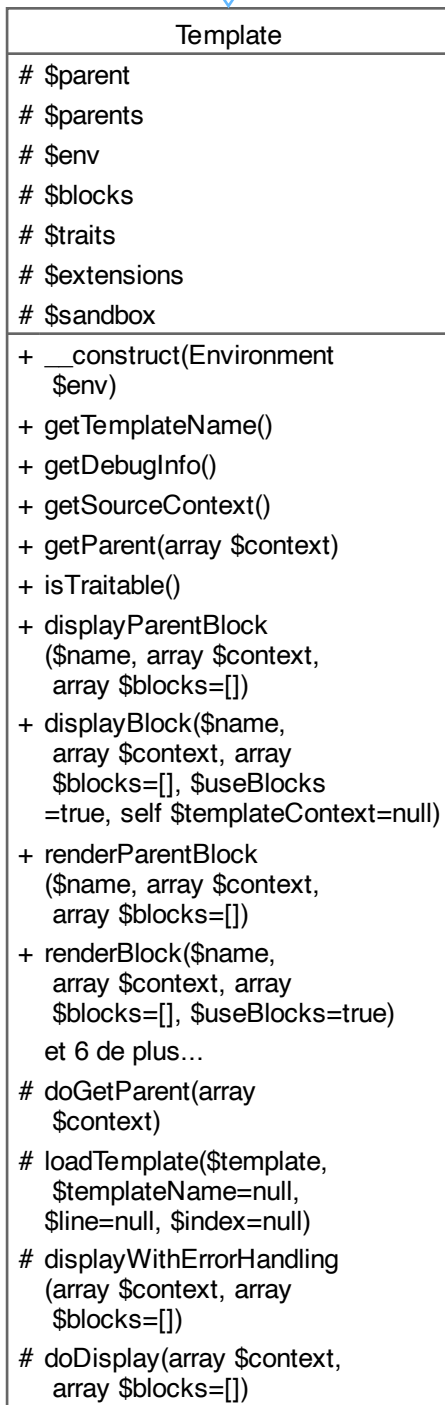 Template
# $parent
# $parents
# $env
# $blocks
# $traits
# $extensions
# $sandbox
+ __construct(Environment
$env)
+ getTemplateName()
+ getDebugInfo()
+ getSourceContext()
+ getParent(array $context)
+ isTraitable()
+ displayParentBlock
($name, array $context,
array $blocks=[])
+ displayBlock($name,
array $context, array
$blocks=[], $useBlocks
=true, self $templateContext=null)
+ renderParentBlock
($name, array $context,
array $blocks=[])
+ renderBlock($name,
array $context, array
$blocks=[], $useBlocks=true)
et 6 de plus...
# doGetParent(array
$context)
# loadTemplate($template,
$templateName=null,
$line=null, $index=null)
# displayWithErrorHandling
(array $context, array
$blocks=[])
# doDisplay(array $context,
array $blocks=[])